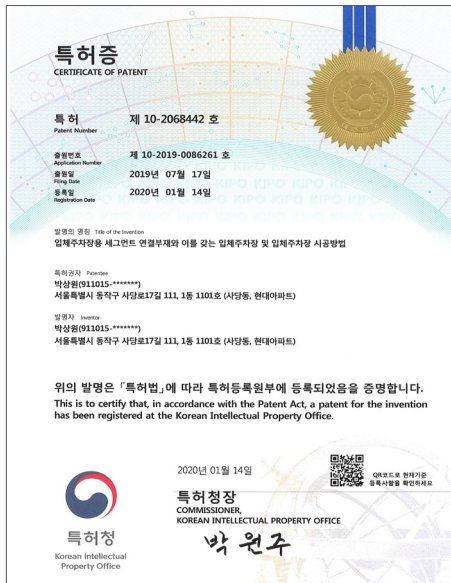 특허증
CERTIFICATE OF PATENT
특 허
Patent Number
제 10-2068442 호
출원번호
Application Number
제 10-2019-0086261 호
출원일
Filing Date
2019년 07월 17일
등록일
Registration Date
2020년 01월 14일
발명의 명칭 Title of the Invention
입체주차장용 세그먼트 연결부재와 이를 갖는 입체주차장 및 입체주차장 시공방법
특허권자 Patentee
박상원(911015-*******)
서울특별시 동작구 사당로17길 111, 1동 1101호 (사당동, 현대아파트)
발명자 Inventor
박상원(911015-*******)
서울특별시 동작구 사당로17길 111, 1동 1101호 (사당동, 현대아파트)
위의 발명은 「특허법」에 따라 특허등록원부에 등록되었음을 증명합니다.
This is to certify that, in accordance with the Patent Act, a patent for the invention
has been registered at the Korean Intellectual Property Office.
2020년 01월 14일
QR코드로 현재기준
등록사항을 확인하세요
특허청장
COMMISSIONER,
KOREAN INTELLECTUAL PROPERTY OFFICE
박 원 주
특허청
Korean Intellectual
Property Office
KIPO KIPO KIPO KIPO